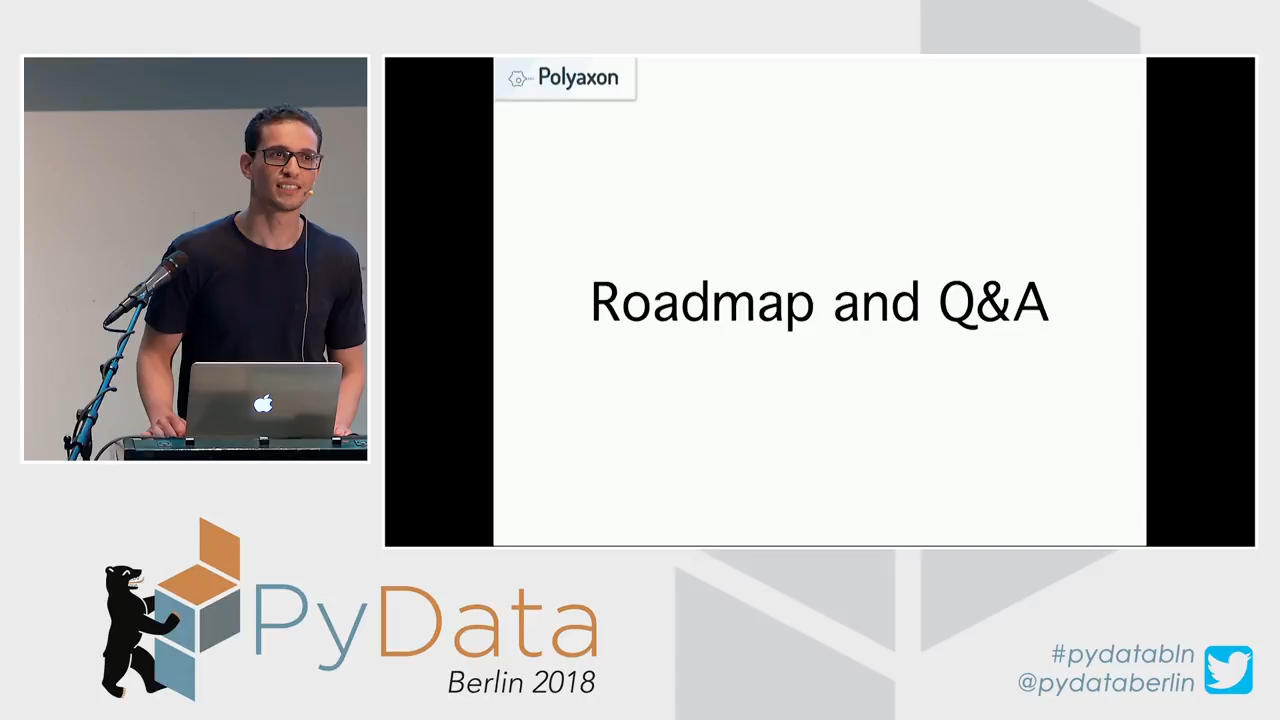 Polyaxon
Roadmap and Q&A
PyData
Berlin 2018
#pydatabln
@pydataberlin